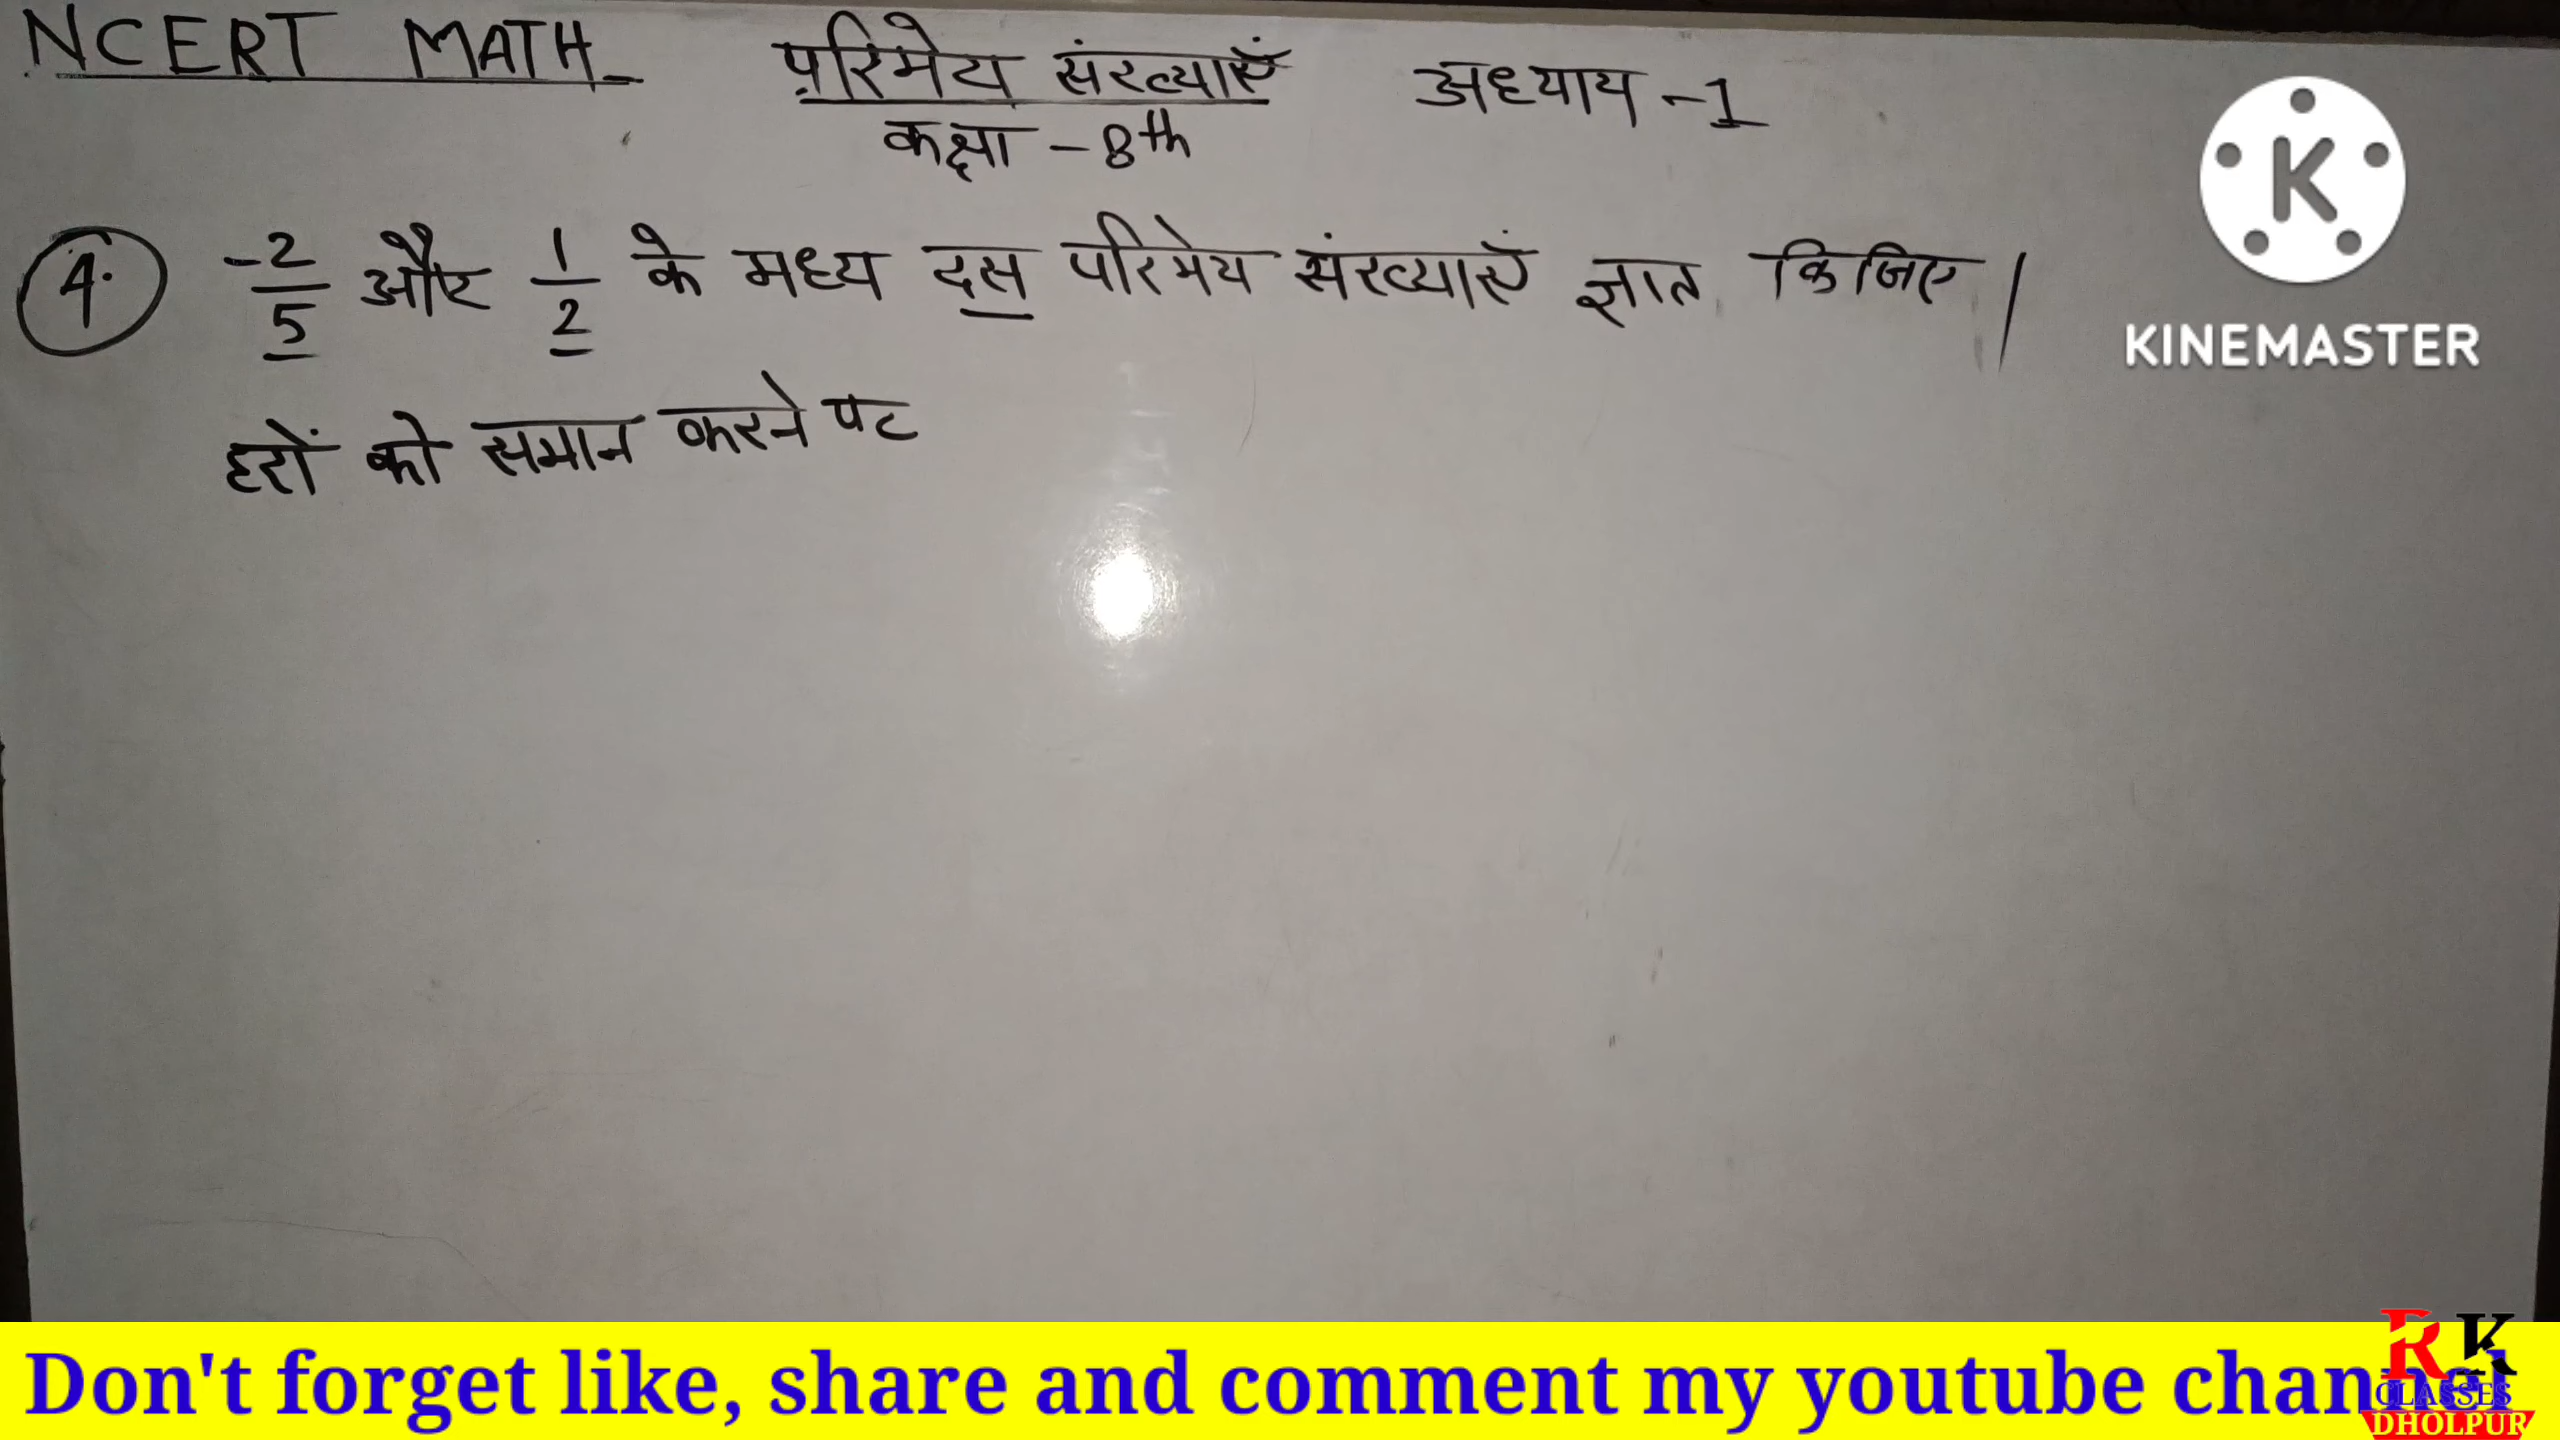 NCERT MATH परिमेय संख्याएँ अध्याय -1
कक्षा - 8th
4. -2/5 और 1/2 के मध्य दस परिमेय संख्याएं ज्ञात किजिए |
हरों को समान करने पर
K
KINEMASTER
Don't forget like, share and comment my youtube channel
RK
CLASSES
DHOLPUR